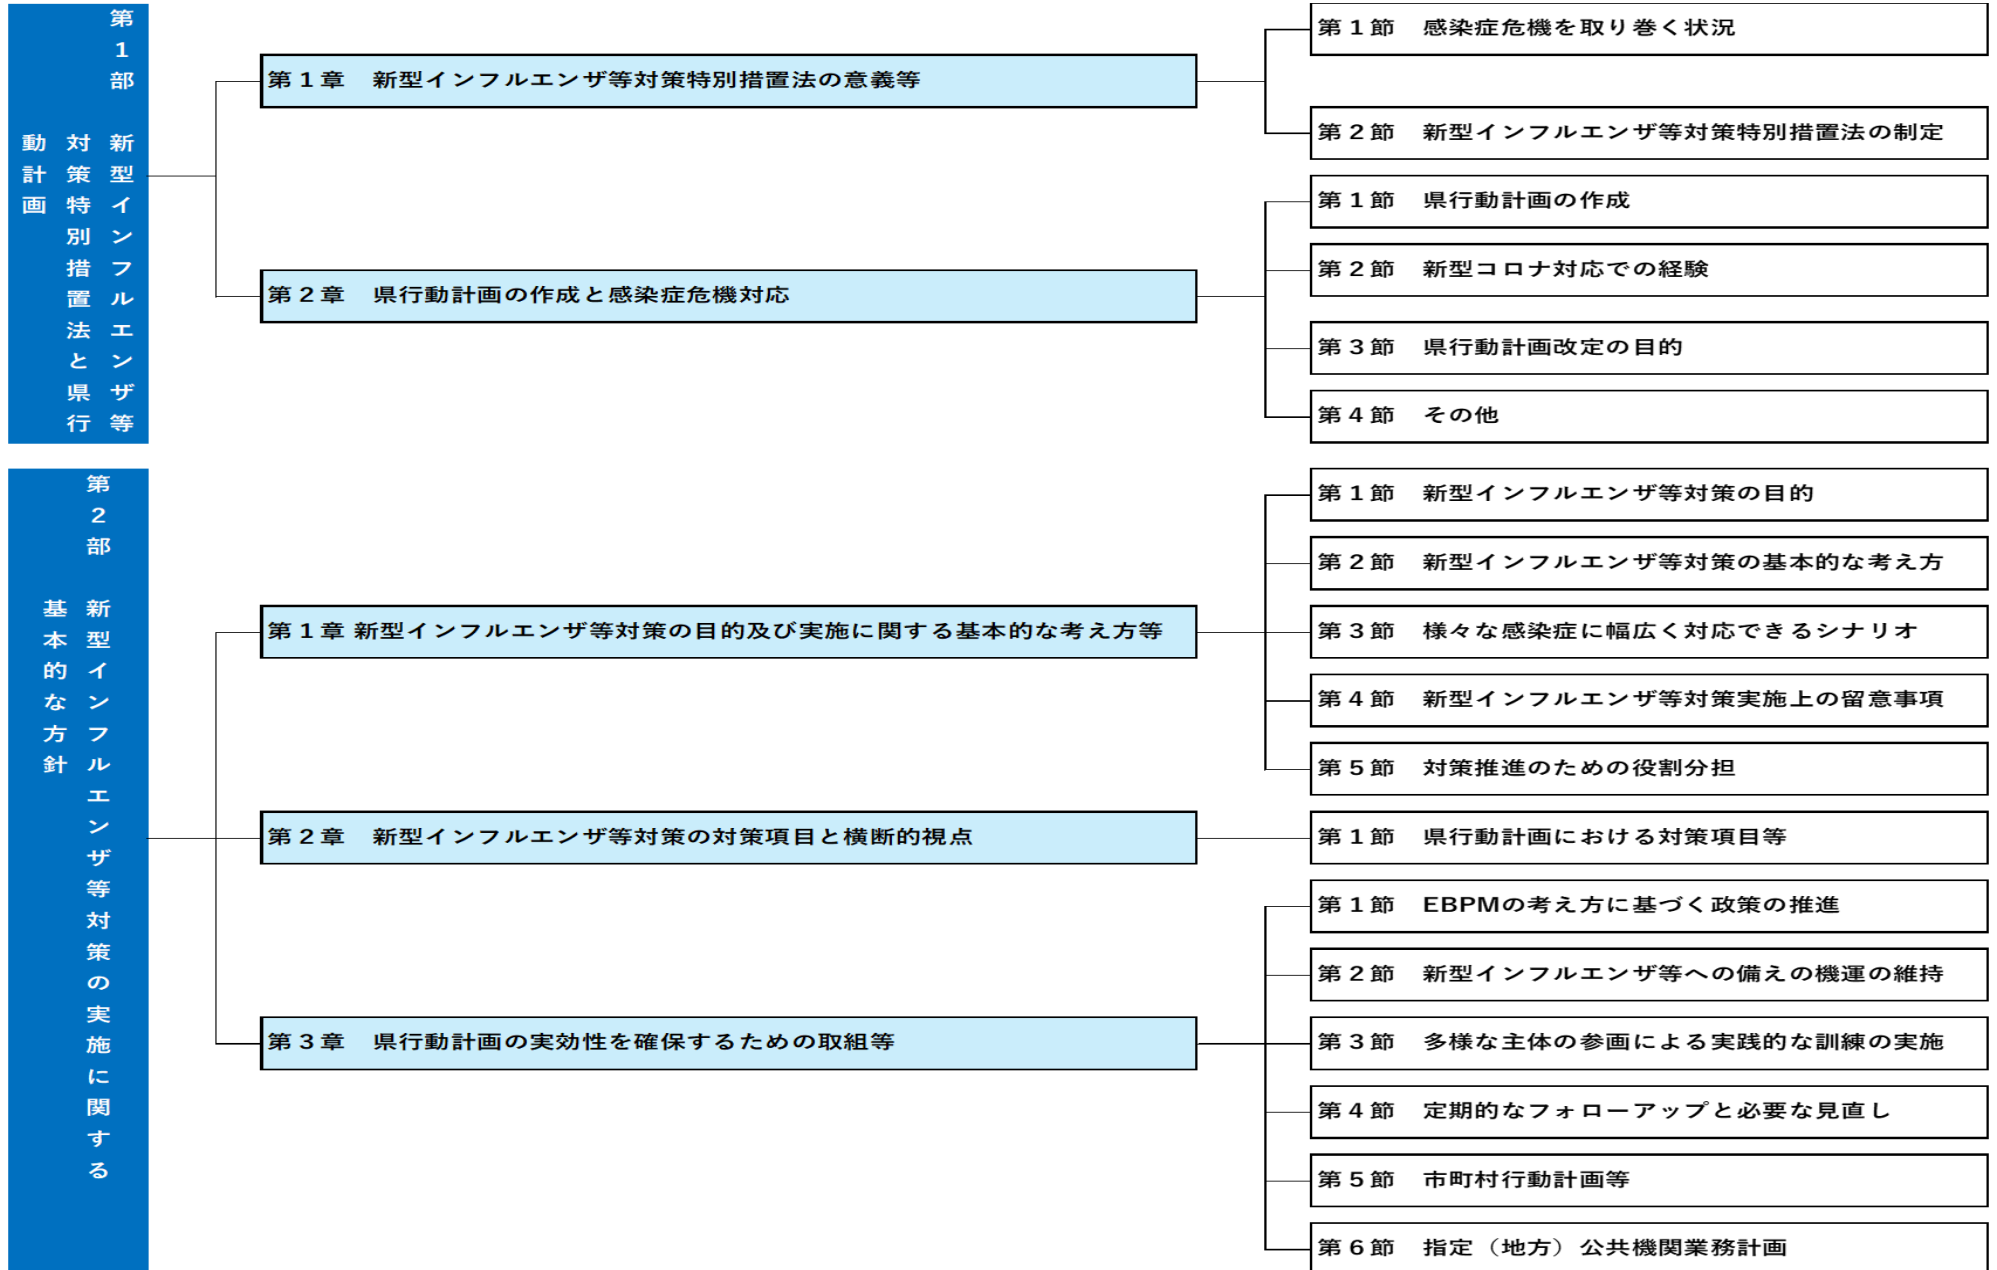 第１部　新型インフルエンザ等
対策特別措置法と県行
動計画
第１章　新型インフルエンザ等対策特別措置法の意義等
第１節　感染症危機を取り巻く状況
第２節　新型インフルエンザ等対策特別措置法の制定
第２章　県行動計画の作成と感染症危機対応
第１節　県行動計画の作成
第２節　新型コロナ対応での経験
第３節　県行動計画改定の目的
第４節　その他
第２部　新型インフルエンザ等対策の実施に関する
基本的な方針
第１章 新型インフルエンザ等対策の目的及び実施に関する基本的な考え方等
第１節　新型インフルエンザ等対策の目的
第２節　新型インフルエンザ等対策の基本的な考え方
第３節　様々な感染症に幅広く対応できるシナリオ
第４節　新型インフルエンザ等対策実施上の留意事項
第５節　対策推進のための役割分担
第２章　新型インフルエンザ等対策の対策項目と横断的視点
第１節　県行動計画における対策項目等
第３章　県行動計画の実効性を確保するための取組等
第１節　EBPMの考え方に基づく政策の推進
第２節　新型インフルエンザ等への備えの機運の維持
第３節　多様な主体の参画による実践的な訓練の実施
第４節　定期的なフォローアップと必要な見直し
第５節　市町村行動計画等
第６節　指定（地方）公共機関業務計画